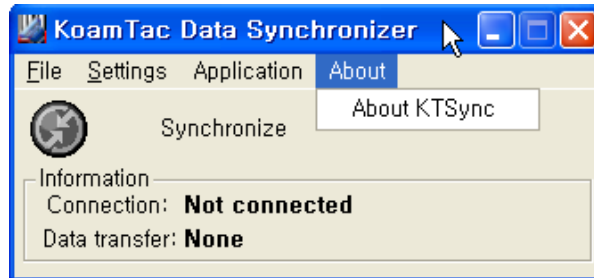 KoamTac Data Synchronizer
File Settings Application About
About KTSync
Synchronize
Information
Connection: Not connected
Data transfer: None